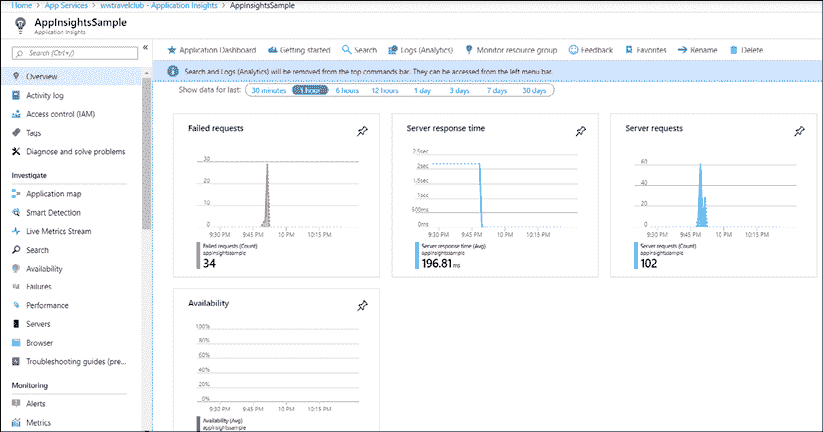 Home > App Services > wwtravelclub - Application Insights > AppInsightsSample
AppInsightsSample
Application Insights
Search (Ctrl+/)
«
Application Dashboard
Getting started
Search
Logs (Analytics)
Monitor resource group
Feedback
Favorites
Rename
Delete
Search and Logs (Analytics) will be removed from the top commands bar. They can be accessed from the left menu bar.
Show data for last:
30 minutes
1 hour
6 hours
12 hours
1 day
3 days
7 days
30 days
Overview
Activity log
Access control (IAM)
Tags
Diagnose and solve problems
Investigate
Application map
Smart Detection
Live Metrics Stream
Search
Availability
Failures
Performance
Servers
Browser
Troubleshooting guides (pre...
Monitoring
Alerts
Metrics
Failed requests
30
20
10
0
9:30 PM 9:45 PM 10 PM 10:15 PM
Failed requests (Count)
appinsightssample
34
Server response time
2.5sec
2sec
1.5sec
1sec
500ms
0ms
9:30 PM 9:45 PM 10 PM 10:15 PM
Server response time (Avg)
appinsightssample
196.81 ms
Server requests
60
40
20
0
9:30 PM 9:45 PM 10 PM 10:15 PM
Server requests (Count)
appinsightssample
102
Availability
100%
80%
60%
40%
20%
0%
9:30 PM 9:45 PM 10 PM 10:15 PM
Availability (Avg)
appinsightssample